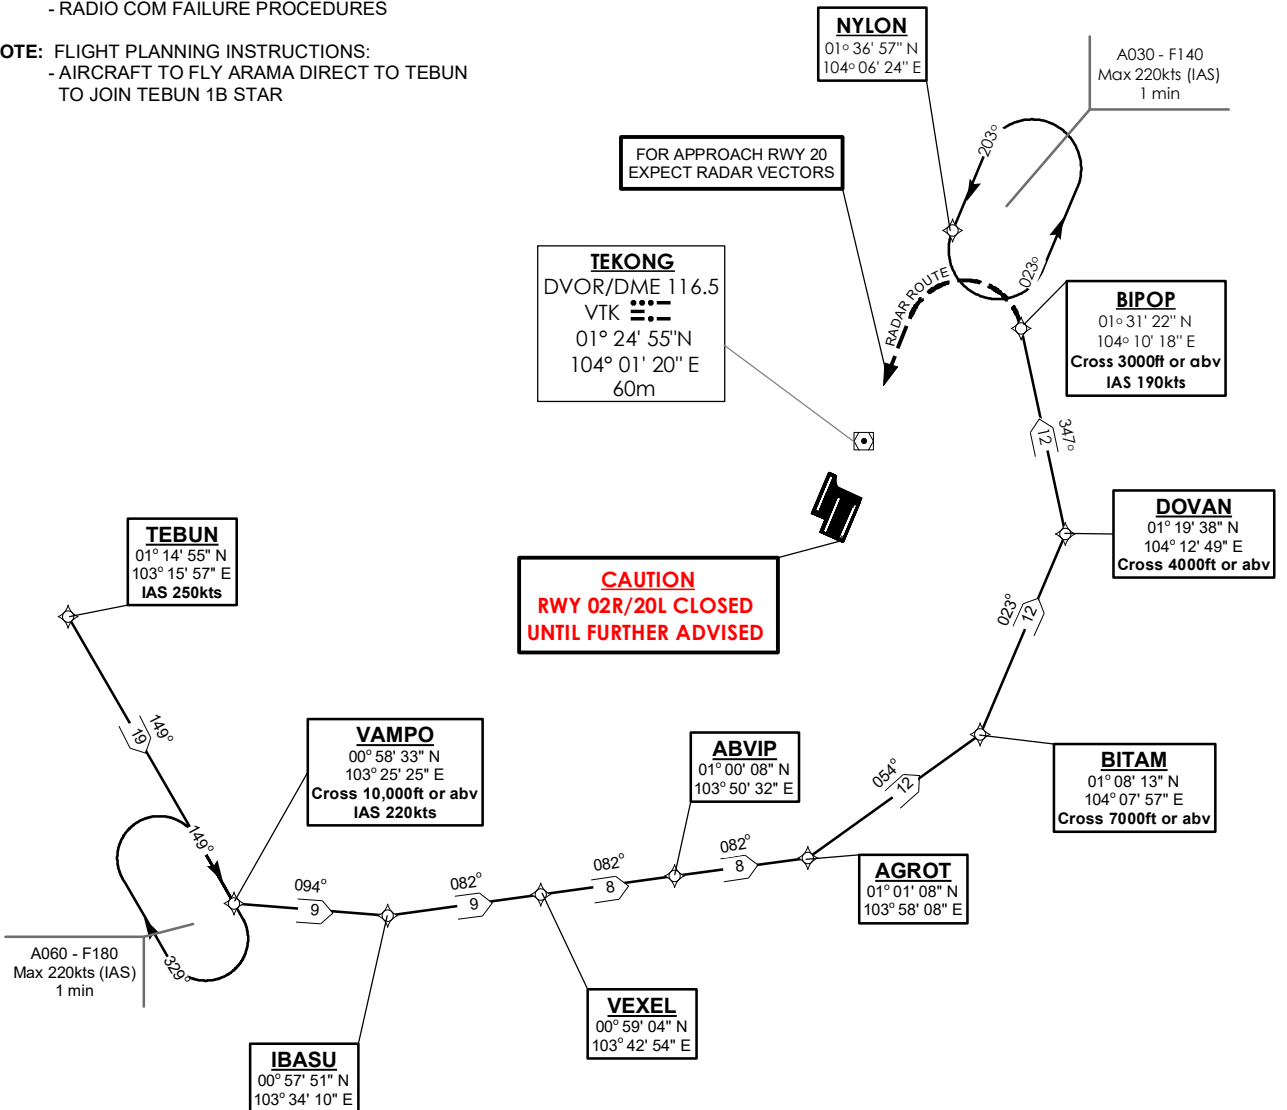 - RADIO COM FAILURE PROCEDURES
OTE: FLIGHT PLANNING INSTRUCTIONS:
- AIRCRAFT TO FLY ARAMA DIRECT TO TEBUN
TO JOIN TEBUN 1B STAR
NYLON
01° 36' 57" N
104° 06' 24" E
A030 - F140
Max 220kts (IAS)
1 min
203°
023°
FOR APPROACH RWY 20
EXPECT RADAR VECTORS
RADAR ROUTE
TEKONG
DVOR/DME 116.5
VTK
01° 24' 55"N
104° 01' 20" E
60m
BIPOP
01° 31' 22" N
104° 10' 18" E
Cross 3000ft or abv
IAS 190kts
347°
12
DOVAN
01° 19' 38" N
104° 12' 49" E
Cross 4000ft or abv
023°
12
CAUTION
RWY 02R/20L CLOSED
UNTIL FURTHER ADVISED
TEBUN
01° 14' 55" N
103° 15' 57" E
IAS 250kts
149°
19
VAMPO
00° 58' 33" N
103° 25' 25" E
Cross 10,000ft or abv
IAS 220kts
149°
329°
A060 - F180
Max 220kts (IAS)
1 min
094°
9
IBASU
00° 57' 51" N
103° 34' 10" E
082°
9
VEXEL
00° 59' 04" N
103° 42' 54" E
082°
8
ABVIP
01° 00' 08" N
103° 50' 32" E
082°
8
AGROT
01° 01' 08" N
103° 58' 08" E
054°
12
BITAM
01° 08' 13" N
104° 07' 57" E
Cross 7000ft or abv